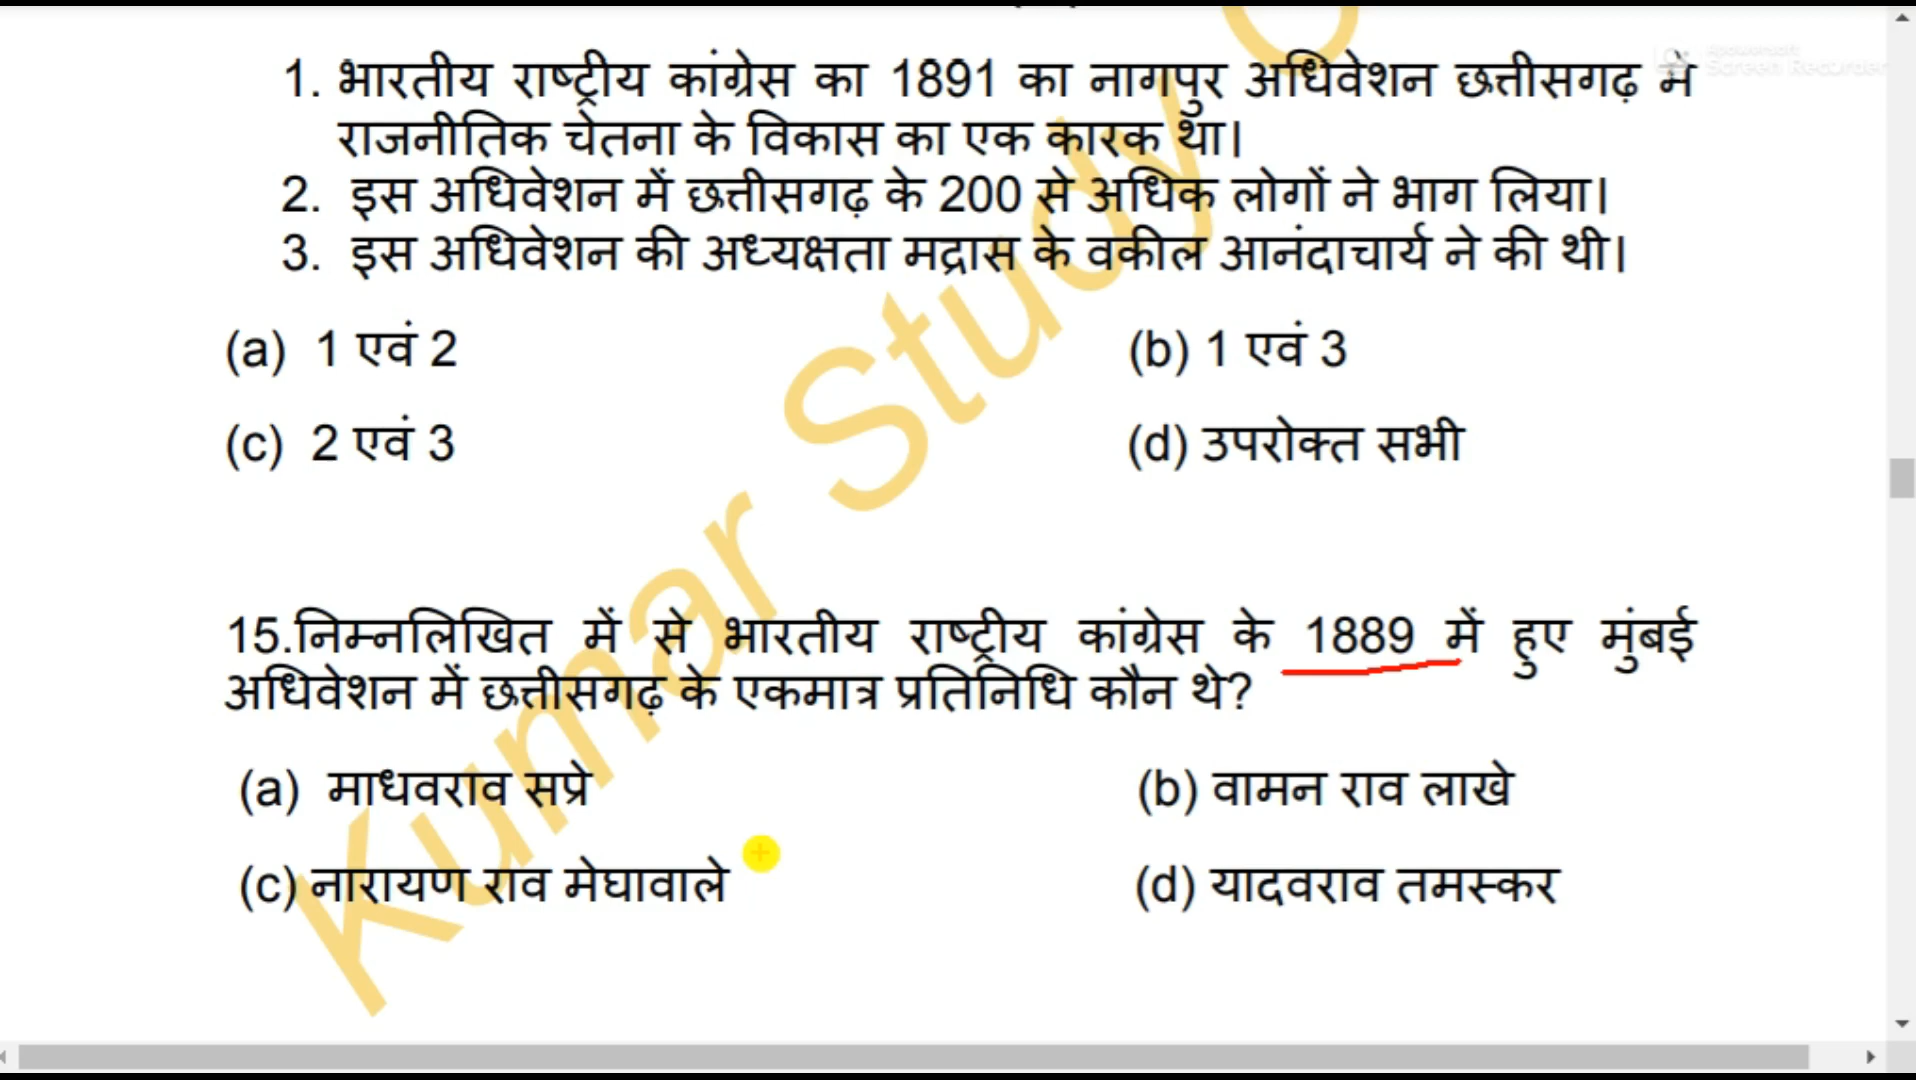 1. भारतीय राष्ट्रीय कांग्रेस का 1891 का नागपुर अधिवेशन छत्तीसगढ़ में
राजनीतिक चेतना के विकास का एक कारक था।
2. इस अधिवेशन में छत्तीसगढ़ के 200 से अधिक लोगों ने भाग लिया।
3. इस अधिवेशन की अध्यक्षता मद्रास के वकील आनंदाचार्य ने की थी।
(a) 1 एवं 2 (b) 1 एवं 3
(c) 2 एवं 3 (d) उपरोक्त सभी
15.निम्नलिखित में से भारतीय राष्ट्रीय कांग्रेस के 1889 में हुए मुंबई
अधिवेशन में छत्तीसगढ़ के एकमात्र प्रतिनिधि कौन थे?
(a) माधवराव सप्रे (b) वामन राव लाखे
(c) नारायण राव मेघावाले (d) यादवराव तमस्कर
Kumar Study
Apowersoft
Screen Recorder